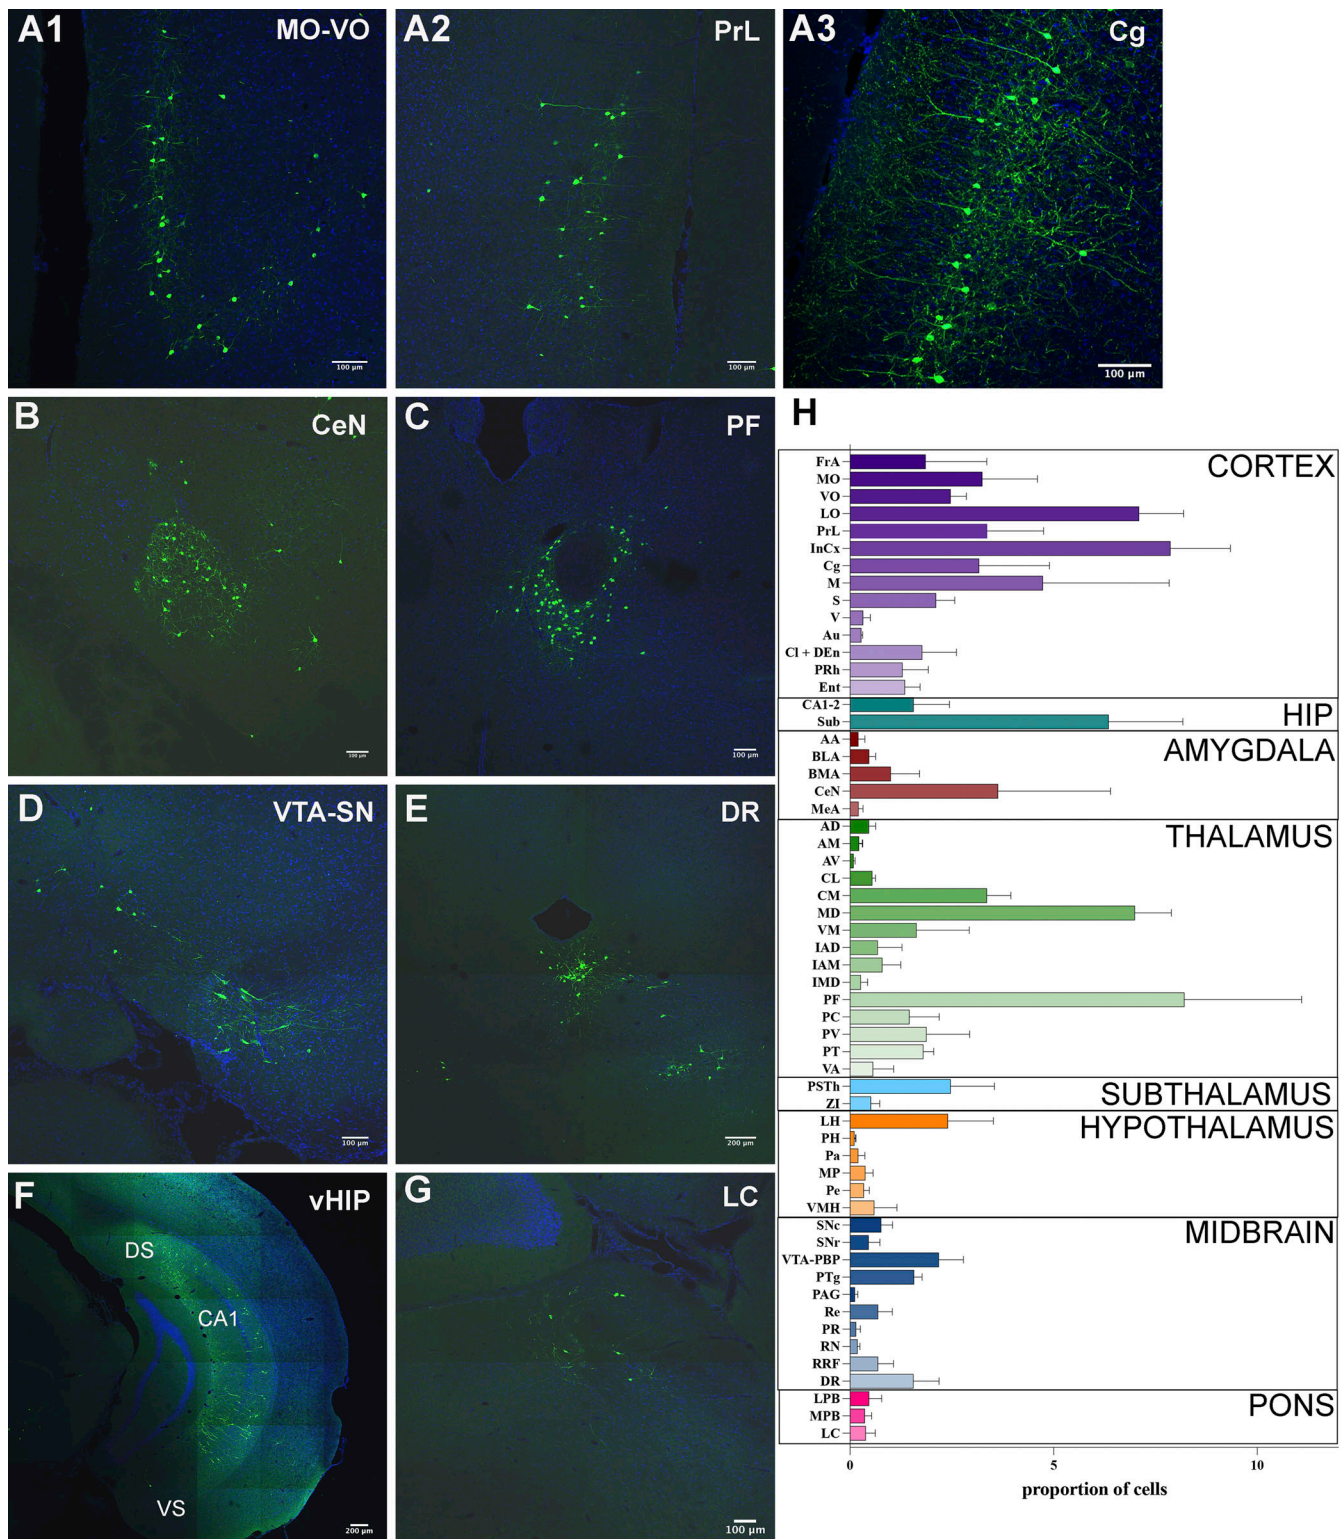 A1 MO-VO
100 µm
A2 PrL
100 µm
A3 Cg
100 µm
B CeN
100 µm
C PF
100 µm
D VTA-SN
100 µm
E DR
200 µm
F vHIP
DS
CA1
VS
200 µm
G LC
100 µm
H
CORTEX
FrA
MO
VO
LO
PrL
InCx
Cg
M
S
V
Au
Cl + DEn
PRh
Ent
HIP
CA1-2
Sub
AMYGDALA
AA
BLA
BMA
CeN
MeA
THALAMUS
AD
AM
AV
CL
CM
MD
VM
IAD
IAM
IMD
PF
PC
PV
PT
VA
SUBTHALAMUS
PSTh
ZI
HYPOTHALAMUS
LH
PH
Pa
MP
Pe
VMH
MIDBRAIN
SNc
SNr
VTA-PBP
PTg
PAG
Re
PR
RN
RRF
DR
PONS
LPB
MPB
LC
0 5 10
proportion of cells